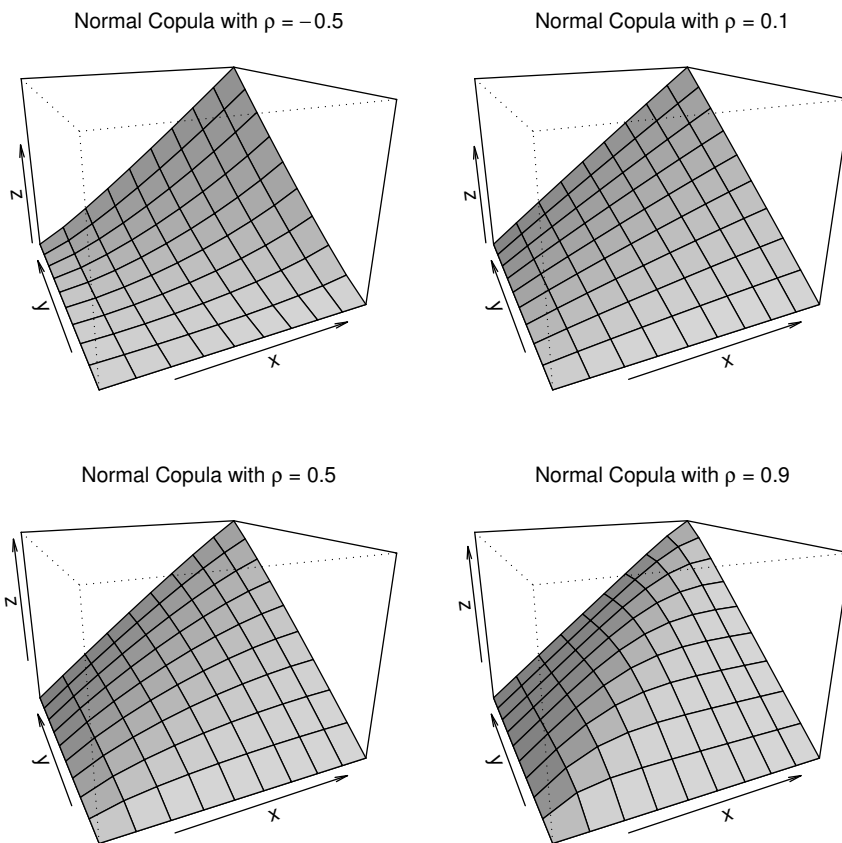 Normal Copula with ρ = −0.5
z
y
x
Normal Copula with ρ = 0.1
z
y
x
Normal Copula with ρ = 0.5
z
y
x
Normal Copula with ρ = 0.9
z
y
x